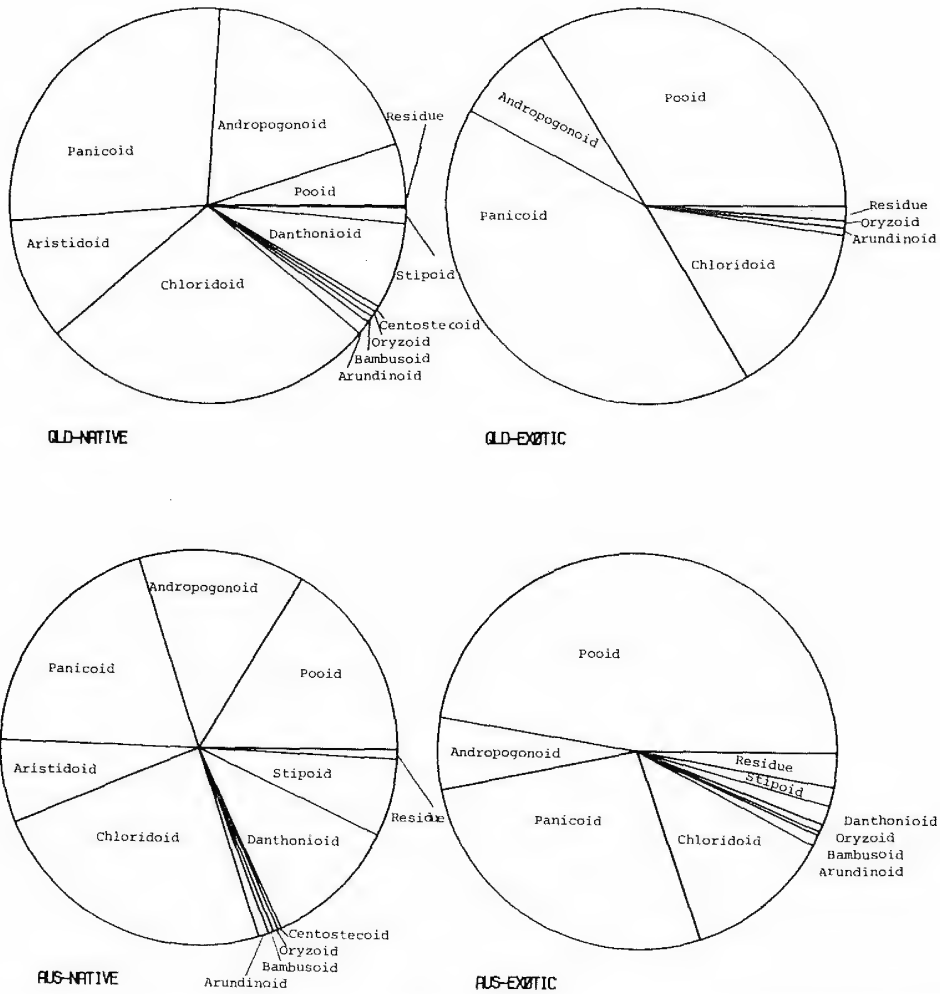 Andropogonoid
Residue
Panicoid
Pooid
Danthonioid
Aristidoid
Stipoid
Chloridoid
Centostecoid
Oryzoid
Bambusoid
Arundinoid
QLD-NATIVE
Pooid
Andropogonoid
Panicoid
Residue
Oryzoid
Arundinoid
Chloridoid
QLD-EXØTIC
Andropogonoid
Panicoid
Pooid
Stipoid
Aristidoid
Residue
Chloridoid
Danthonioid
Centostecoid
Oryzoid
Bambusoid
Arundinoid
AUS-NATIVE
Pooid
Andropogonoid
Residue
Stipoid
Panicoid
Danthonioid
Oryzoid
Chloridoid
Bambusoid
Arundinoid
AUS-EXØTIC